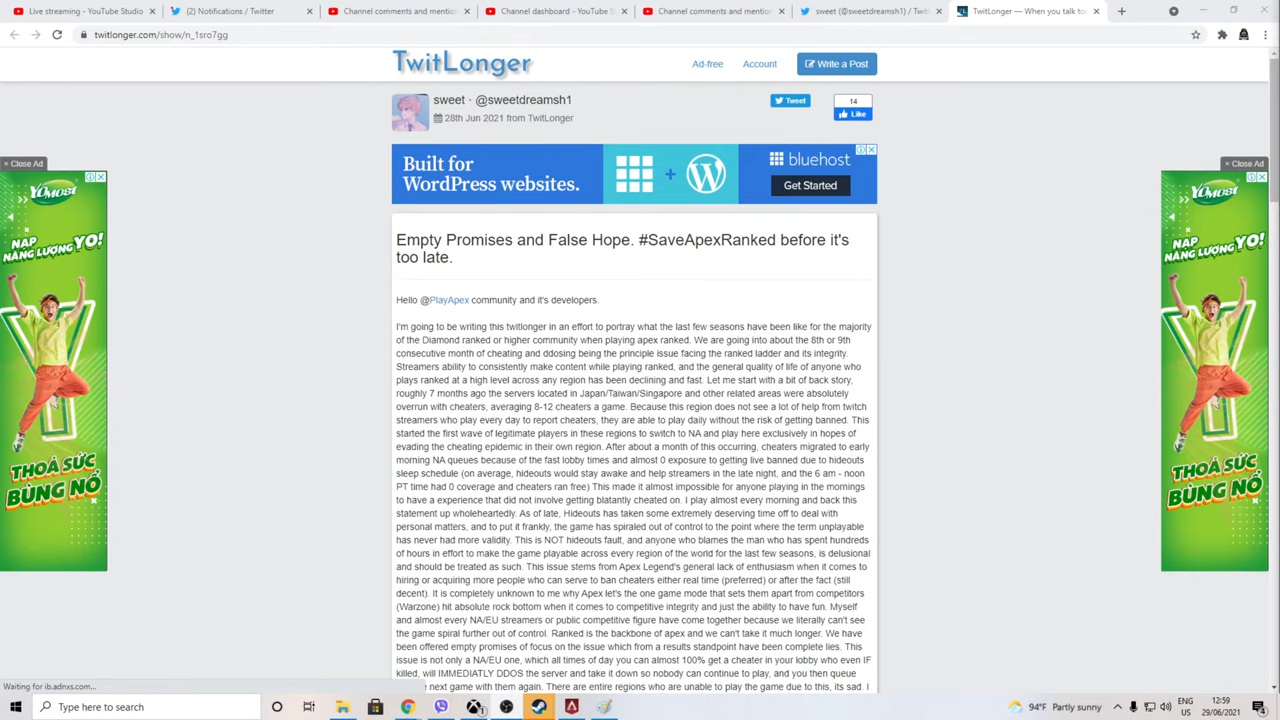 Live streaming - YouTube Studio
(2) Notifications / Twitter
Channel comments and mention
Channel dashboard - YouTube S
Channel comments and mention
sweet (@sweetdreamsh1) / Twit
TwitLonger — When you talk to
twitlonger.com/show/n_1sro7gg
TwitLonger
Ad-free
Account
Write a Post
sweet · @sweetdreamsh1
28th Jun 2021 from TwitLonger
Tweet
14
Like
× Close Ad
YOMOST
NẠP
NĂNG LƯỢNG YO!
THOẢ SỨC
BÙNG NỔ
Built for
WordPress websites.
+
bluehost
Get Started
× Close Ad
YOMOST
NẠP
NĂNG LƯỢNG YO!
THOẢ SỨC
BÙNG NỔ
Empty Promises and False Hope. #SaveApexRanked before it's
too late.
Hello @PlayApex community and it's developers.
I'm going to be writing this twitlonger in an effort to portray what the last few seasons have been like for the majority
of the Diamond ranked or higher community when playing apex ranked. We are going into about the 8th or 9th
consecutive month of cheating and ddosing being the principle issue facing the ranked ladder and its integrity.
Streamers ability to consistently make content while playing ranked, and the general quality of life of anyone who
plays ranked at a high level across any region has been declining and fast. Let me start with a bit of back story,
roughly 7 months ago the servers located in Japan/Taiwan/Singapore and other related areas were absolutely
overrun with cheaters, averaging 8-12 cheaters a game. Because this region does not see a lot of help from twitch
streamers who play every day to report cheaters, they are able to play daily without the risk of getting banned. This
started the first wave of legitimate players in these regions to switch to NA and play here exclusively in hopes of
evading the cheating epidemic in their own region. After about a month of this occurring, cheaters migrated to early
morning NA queues because of the fast lobby times and almost 0 exposure to getting live banned due to hideouts
sleep schedule (on average, hideouts would stay awake and help streamers in the late night, and the 6 am - noon
PT time had 0 coverage and cheaters ran free) This made it almost impossible for anyone playing in the mornings
to have a experience that did not involve getting blatantly cheated on. I play almost every morning and back this
statement up wholeheartedly. As of late, Hideouts has taken some extremely deserving time off to deal with
personal matters, and to put it frankly, the game has spiraled out of control to the point where the term unplayable
has never had more validity. This is NOT hideouts fault, and anyone who blames the man who has spent hundreds
of hours in effort to make the game playable across every region of the world for the last few seasons, is delusional
and should be treated as such. This issue stems from Apex Legend's general lack of enthusiasm when it comes to
hiring or acquiring more people who can serve to ban cheaters either real time (preferred) or after the fact (still
decent). It is completely unknown to me why Apex let's the one game mode that sets them apart from competitors
(Warzone) hit absolute rock bottom when it comes to competitive integrity and just the ability to have fun. Myself
and almost every NA/EU streamers or public competitive figure have come together because we literally can't see
the game spiral further out of control. Ranked is the backbone of apex and we can't take it much longer. We have
been offered empty promises of focus on the issue which from a results standpoint have been complete lies. This
issue is not only a NA/EU one, which all times of day you can almost 100% get a cheater in your lobby who even IF
killed, will IMMEDIATLY DDOS the server and take it down so nobody can continue to play, and you then queue
next game with them again. There are entire regions who are unable to play the game due to this, its sad. I
Waiting for ib.adnxs.com...
Type here to search
94°F Partly sunny
ENG
US
12:59
29/06/2021
4